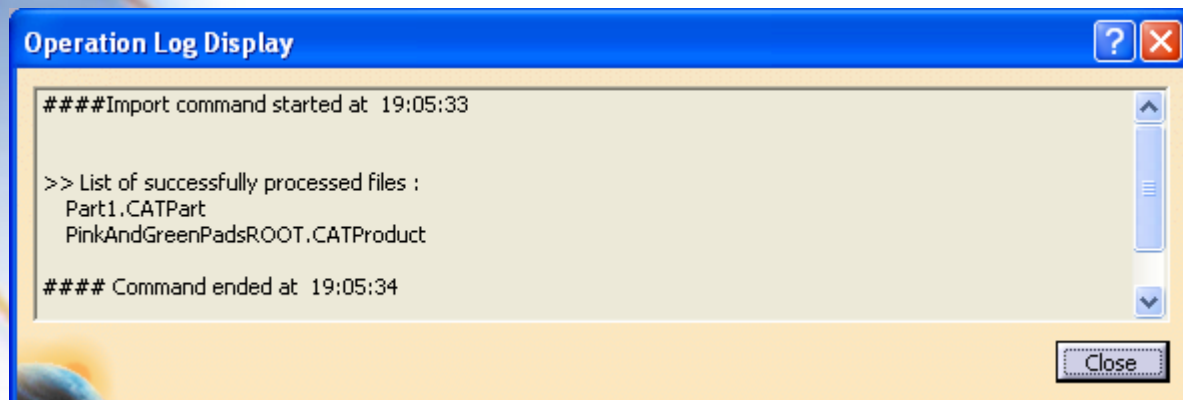 Operation Log Display
####Import command started at 19:05:33
>> List of successfully processed files :
Part1.CATPart
PinkAndGreenPadsROOT.CATProduct
#### Command ended at 19:05:34
Close